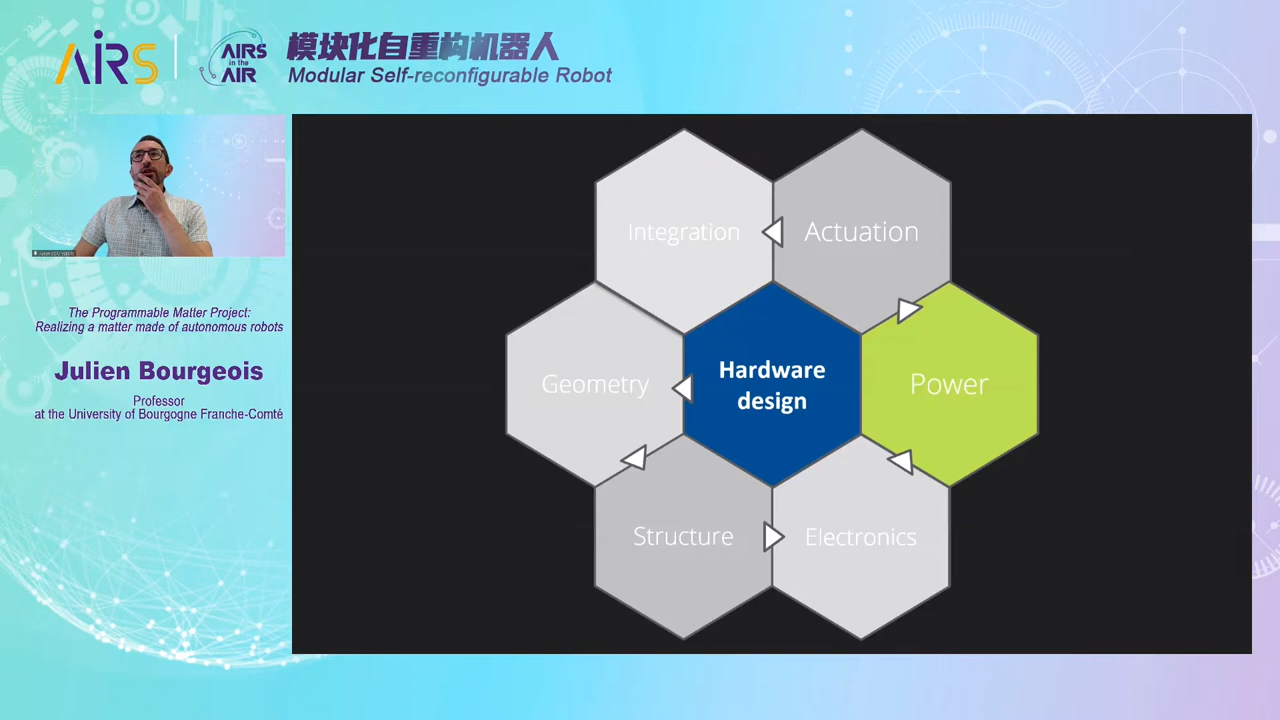 AIRS
AIRS
in the
AIR
模块化自重构机器人
Modular Self-reconfigurable Robot
The Programmable Matter Project:
Realizing a matter made of autonomous robots
Julien Bourgeois
Professor
at the University of Bourgogne Franche-Comté
Integration
Actuation
Geometry
Hardware
design
Power
Structure
Electronics